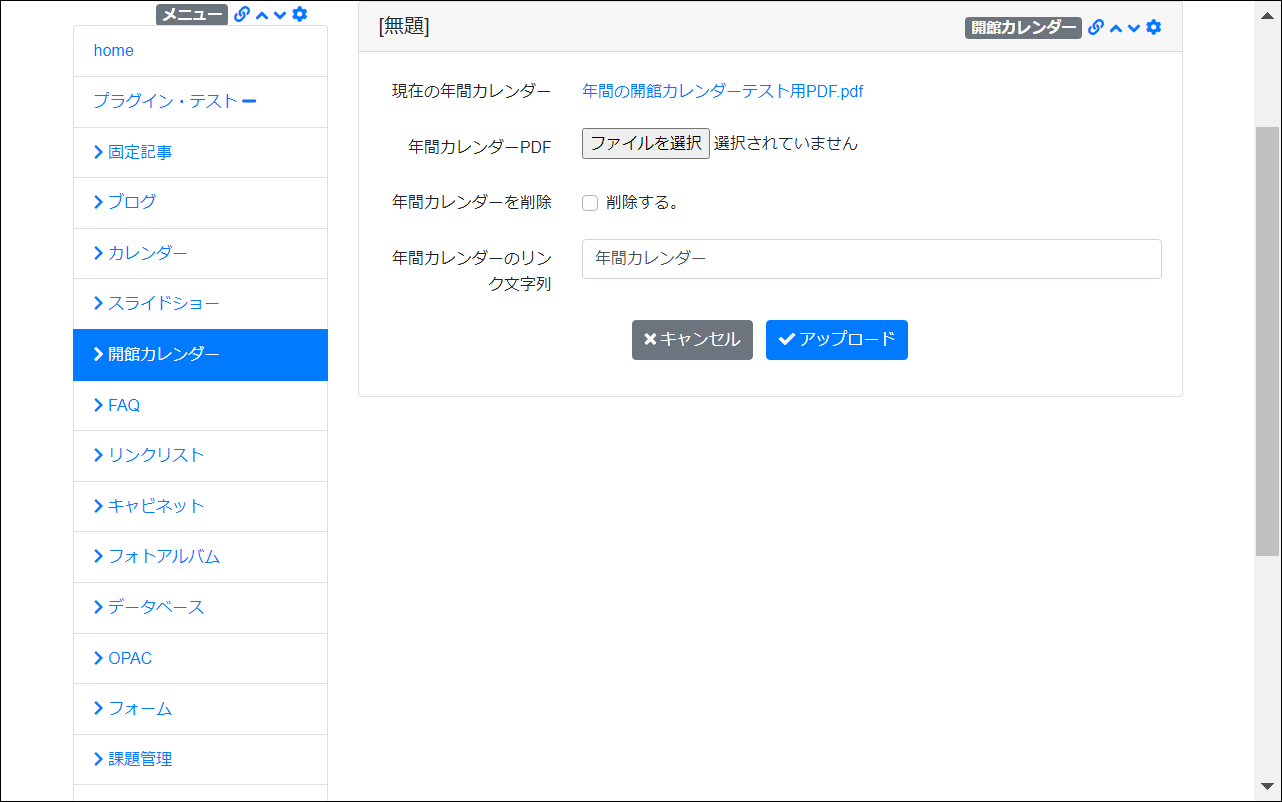 メニュー
home
プラグイン・テスト
固定記事
ブログ
カレンダー
スライドショー
開館カレンダー
FAQ
リンクリスト
キャビネット
フォトアルバム
データベース
OPAC
フォーム
課題管理
[無題]
開館カレンダー
現在の年間カレンダー 年間の開館カレンダーテスト用PDF.pdf
年間カレンダーPDF ファイルを選択 選択されていません
年間カレンダーを削除 削除する。
年間カレンダーのリン
ク文字列
年間カレンダー
キャンセル アップロード